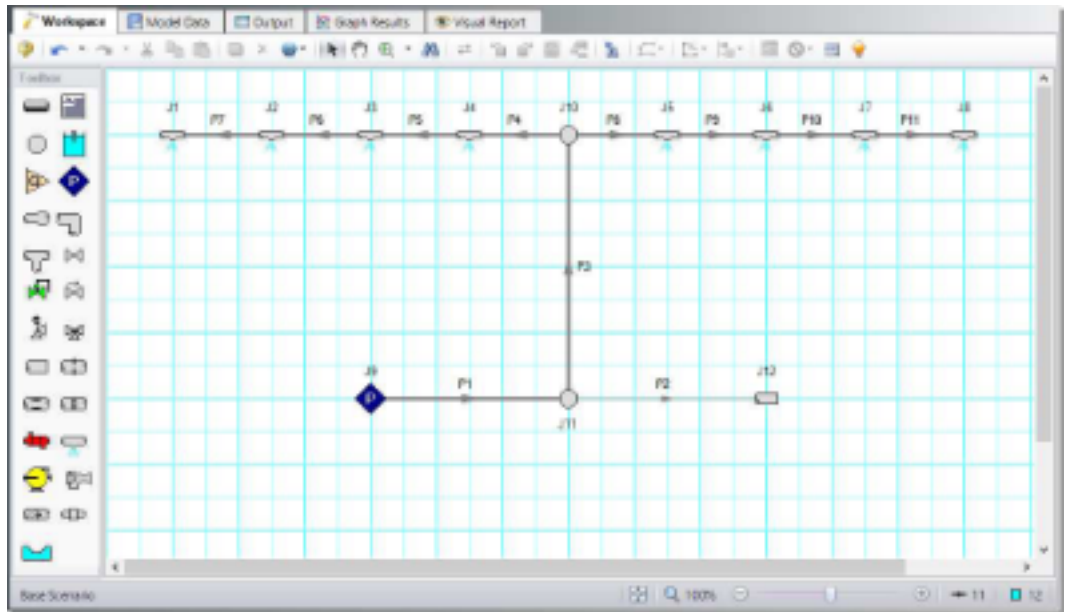 Workspace Model Data Output Graph Results Visual Report
Toolbox
J1 J2 J3 J4 J10 J5 J6 J7 J8
P7 P6 P5 P4 P8 P9 P10 P11
P3
J9 P1 P2 J12
J11
P
P
Base Scenario 100% 11 12